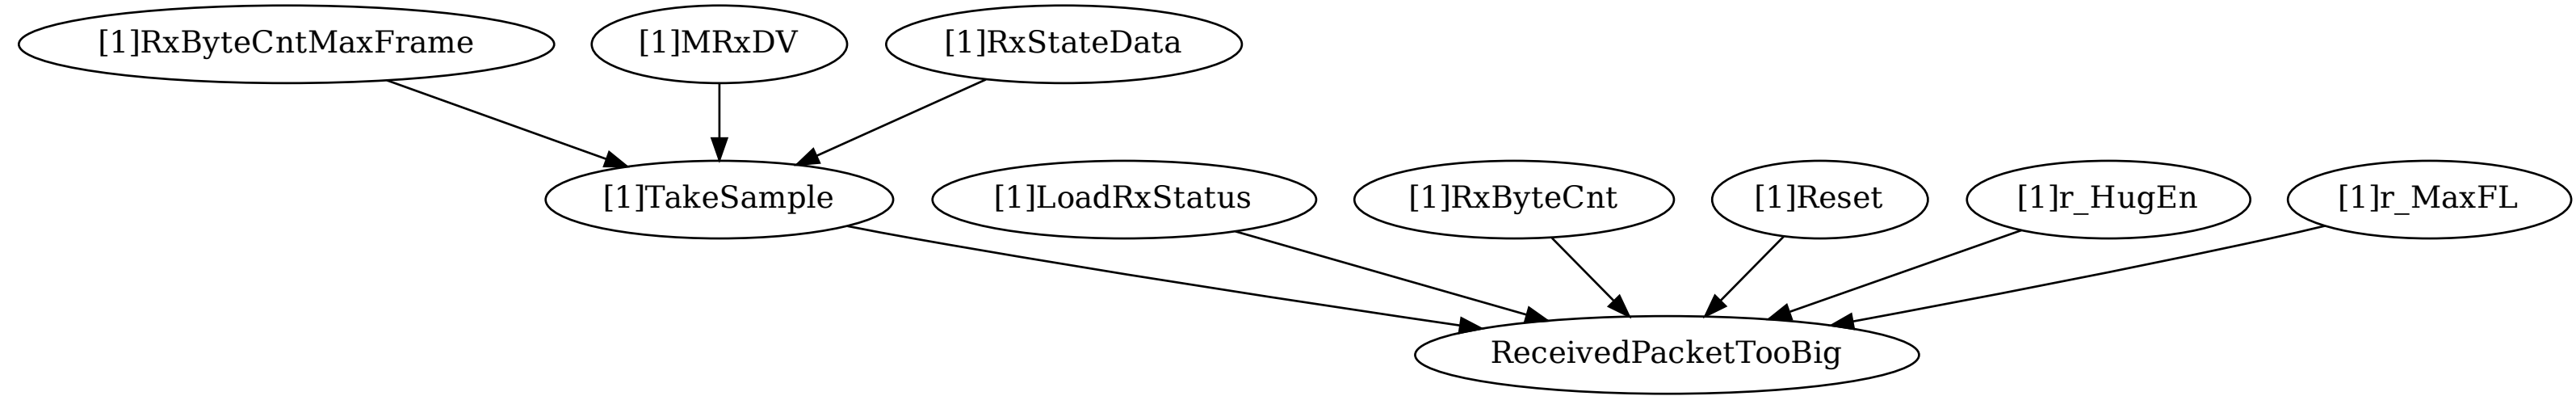 [1]RxByteCntMaxFrame
[1]MRxDV
[1]RxStateData
[1]TakeSample
[1]LoadRxStatus
[1]RxByteCnt
[1]Reset
[1]r_HugEn
[1]r_MaxFL
ReceivedPacketTooBig